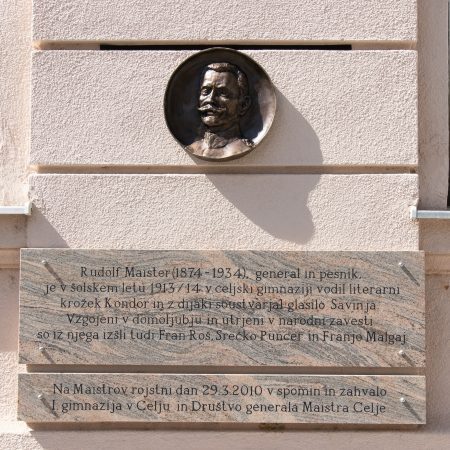 Rudolf Maister (1874-1934), general in pesnik,
je v šolskem letu 1913/14 v celjski gimnaziji vodil literarni
krožek Kondor in z dijaki soustvarjal glasilo Savinja.
Vzgojeni v domoljubju in utrjeni v narodni zavesti
so iz njega izšli tudi Fran Roš, Srečko Puncer in Franjo Malgaj
Na Maistrov rojstni dan 29.3.2010 v spomin in zahvalo
I. gimnazija v Celju in Društvo generala Maistra Celje